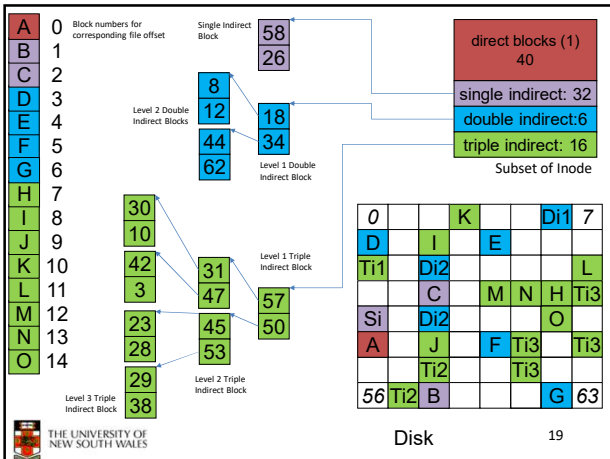 A 0
B 1
C 2
D 3
E 4
F 5
G 6
H 7
I 8
J 9
K 10
L 11
M 12
N 13
O 14
Block numbers for
corresponding file offset
Single Indirect
Block
58
26
Level 2 Double
Indirect Blocks
8
12
44
62
18
34
Level 1 Double
Indirect Block
direct blocks (1)
40
single indirect: 32
double indirect:6
triple indirect: 16
Subset of Inode
30
10
42
3
23
28
29
38
Level 3 Triple
Indirect Block
31
47
45
53
Level 2 Triple
Indirect Block
Level 1 Triple
Indirect Block
57
50
0 K Di1 7
D I E
Ti1 Di2 L
C M N H Ti3
Si Di2 O
A J F Ti3 Ti3
Ti2 Ti3
56 Ti2 B G 63
Disk
19
THE UNIVERSITY OF
NEW SOUTH WALES